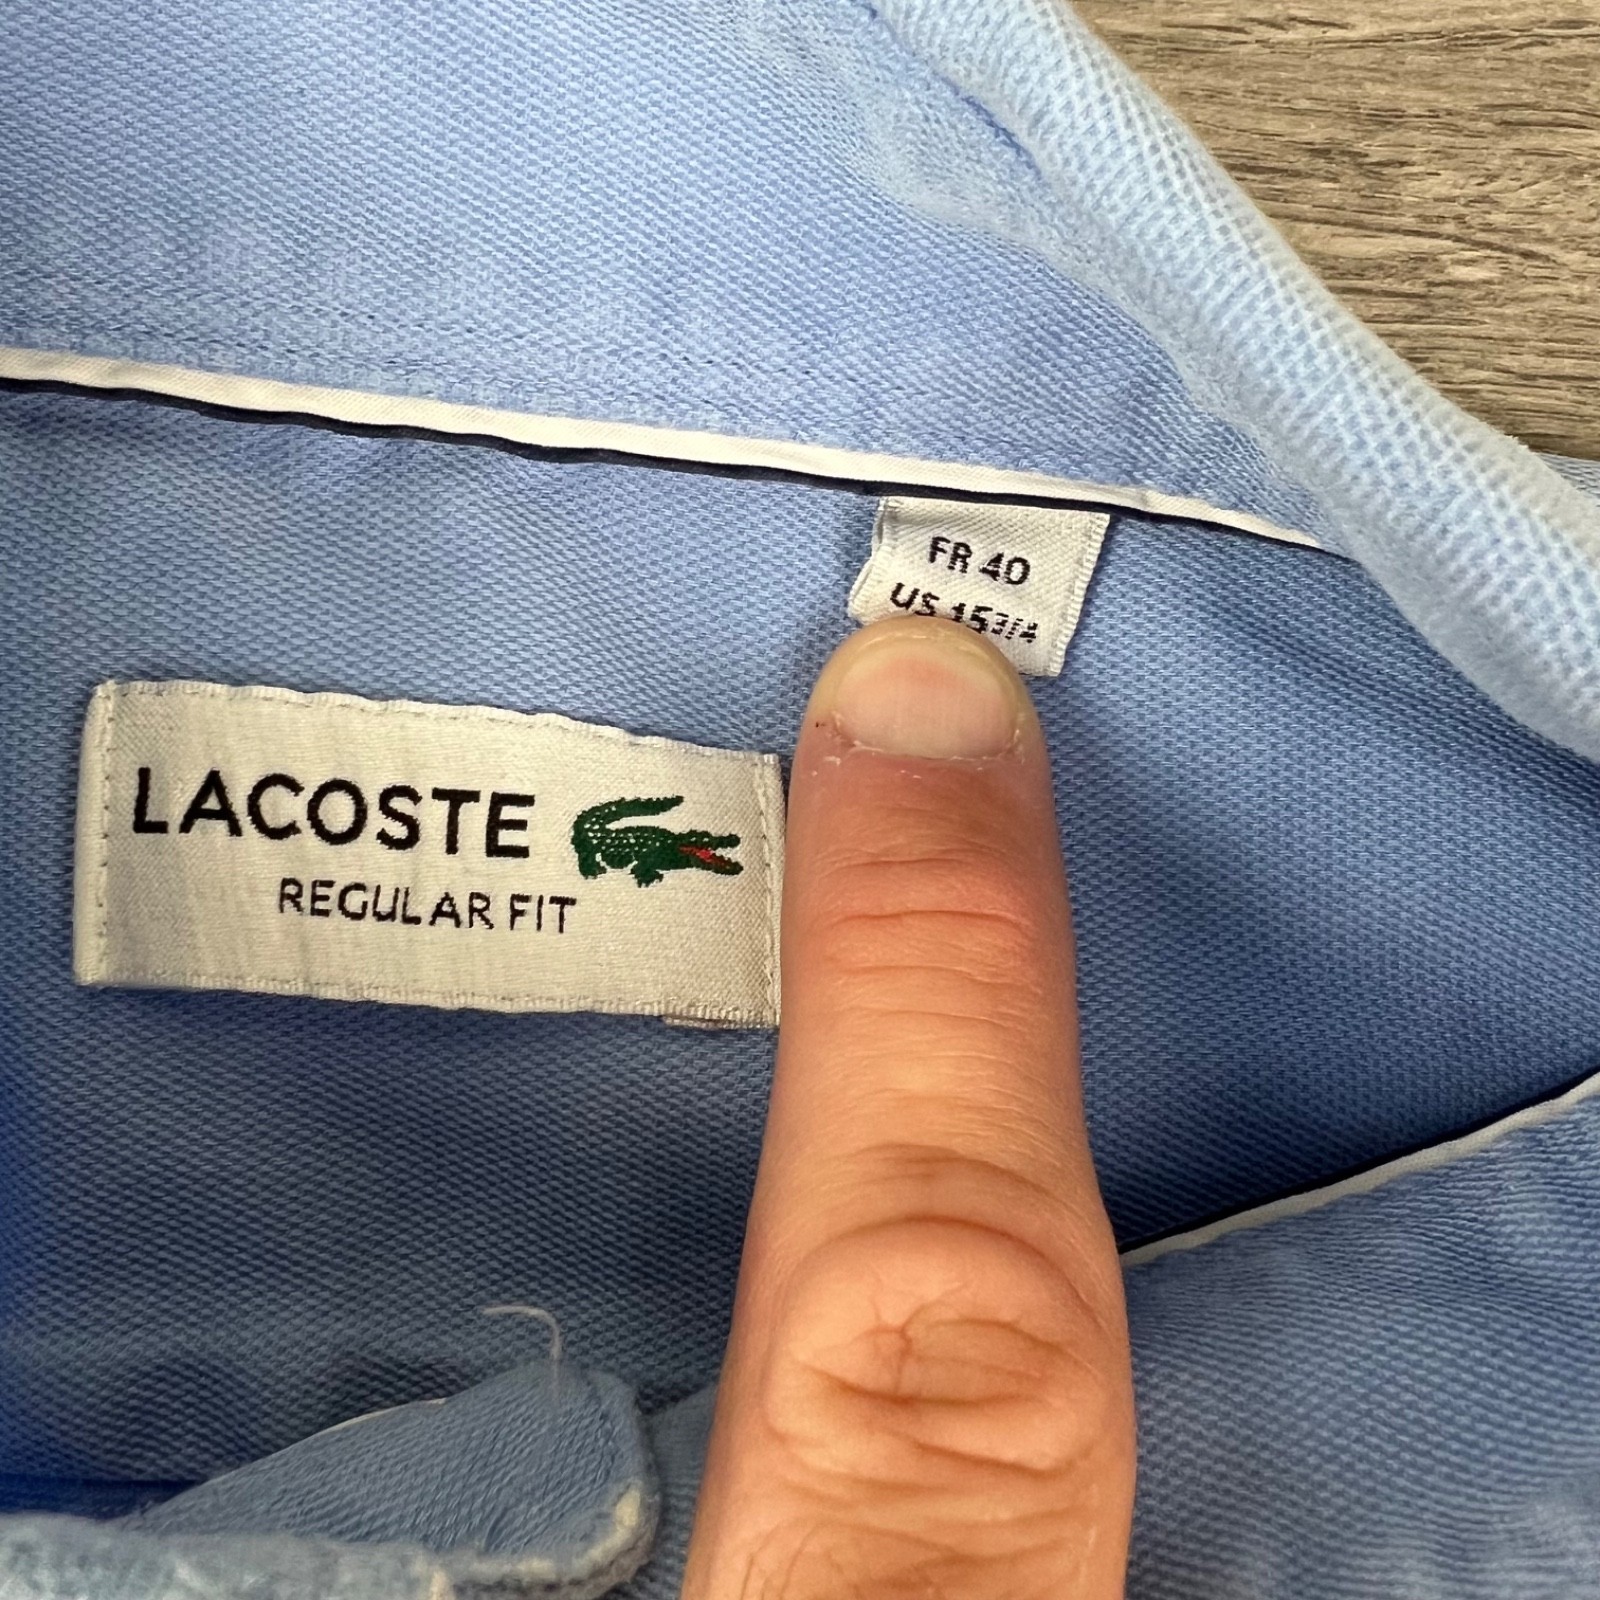 FR 40
US 15 3/4
LACOSTE
REGULAR FIT